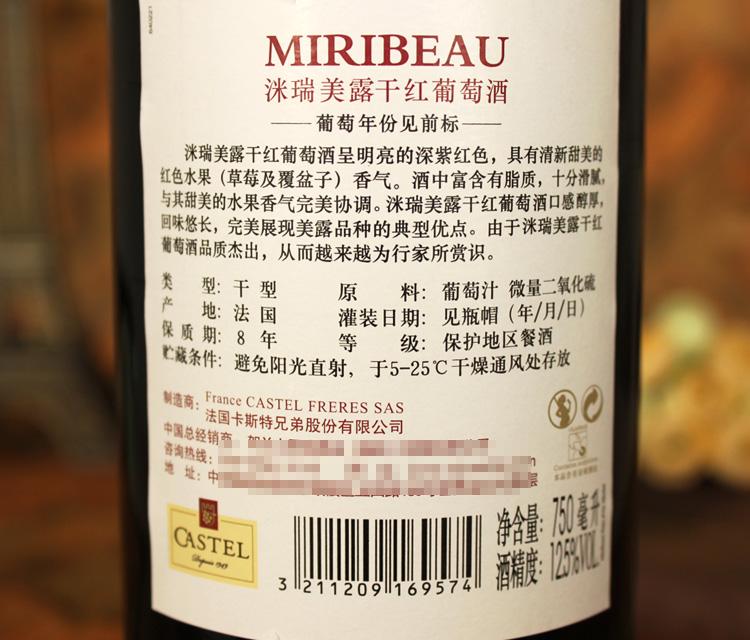 MIRIBEAU
洣瑞美露干红葡萄酒
葡萄年份见前标
洣瑞美露干红葡萄酒呈明亮的深紫红色，具有清新甜美的
红色水果（草莓及覆盆子）香气。酒中富含有脂质，十分滑腻，
与其甜美的水果香气完美协调。洣瑞美露干红葡萄酒口感醇厚，
回味悠长，完美展现美露品种的典型优点。由于洣瑞美露干红
葡萄酒品质杰出，从而越来越为行家所赏识。
类 型：干 型 原 料：葡萄汁 微量二氧化硫
产 地：法 国 灌装日期：见瓶帽（年/月/日）
保 质 期：8 年 等 级：保护地区餐酒
贮藏条件：避免阳光直射，于5-25℃干燥通风处存放
制造商：France CASTEL FRERES SAS
法国卡斯特兄弟股份有限公司
中国总经销商：
咨询热线：
地 址：中
CASTEL
Depuis 1949
3 211209 169574
净含量：750毫升
酒精度：12.5%VOL.